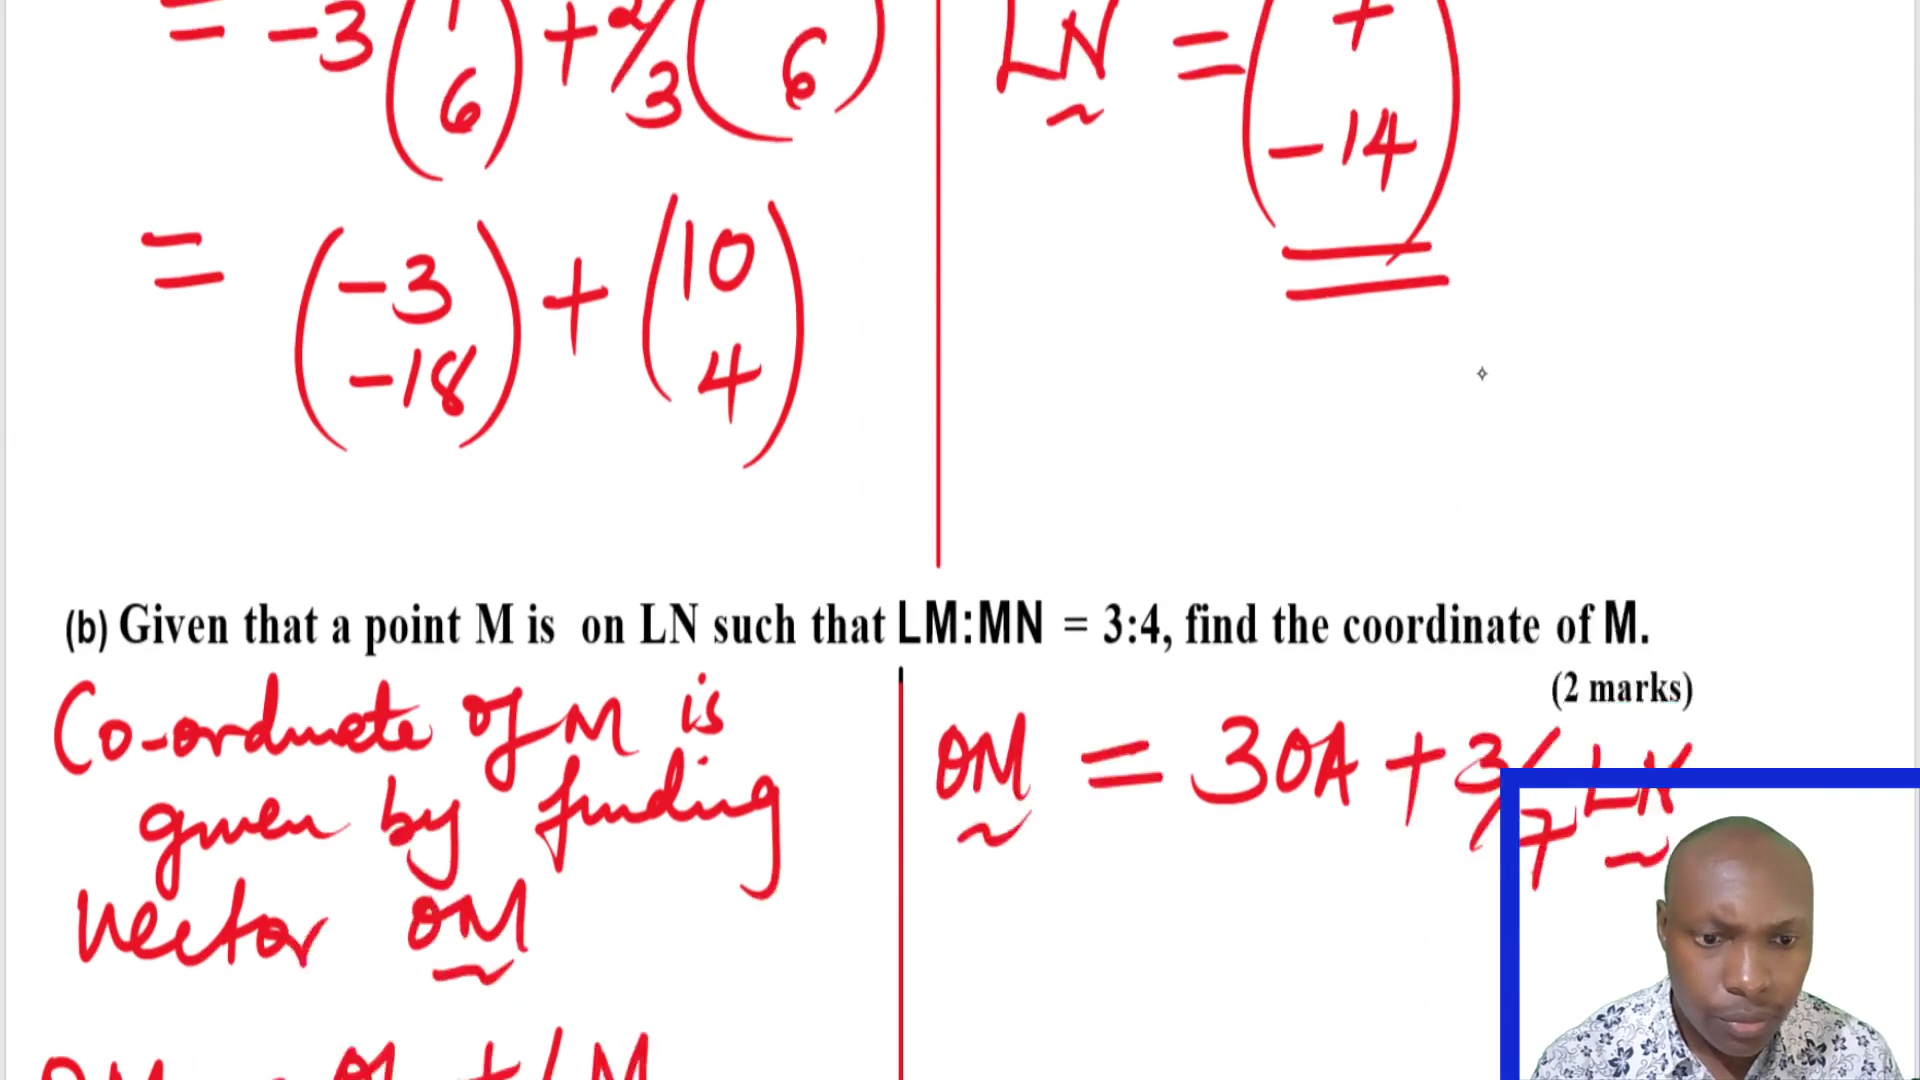 = -3 ( 6 ) + 2/3 ( 6 )
= ( -3 -18 ) + ( 10 4 )
LN = ( 7 -14 )
(b) Given that a point M is on LN such that LM:MN = 3:4, find the coordinate of M.
(2 marks)
Co-ordinate of M is
given by finding
Vector OM
OM = 3OA + 3/7 LN